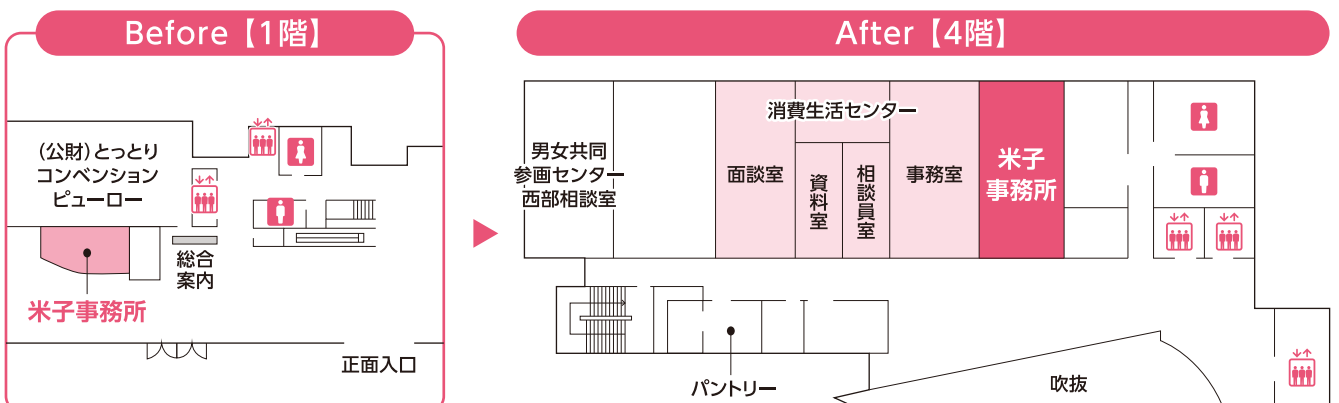 Before【1階】
(公財)とっとり
コンベンション
ビューロー
総合
案内
米子事務所
正面入口
After【4階】
男女共同
参画センター
西部相談室
消費生活センター
面談室
資料室
相談員室
事務室
米子
事務所
パントリー
吹抜